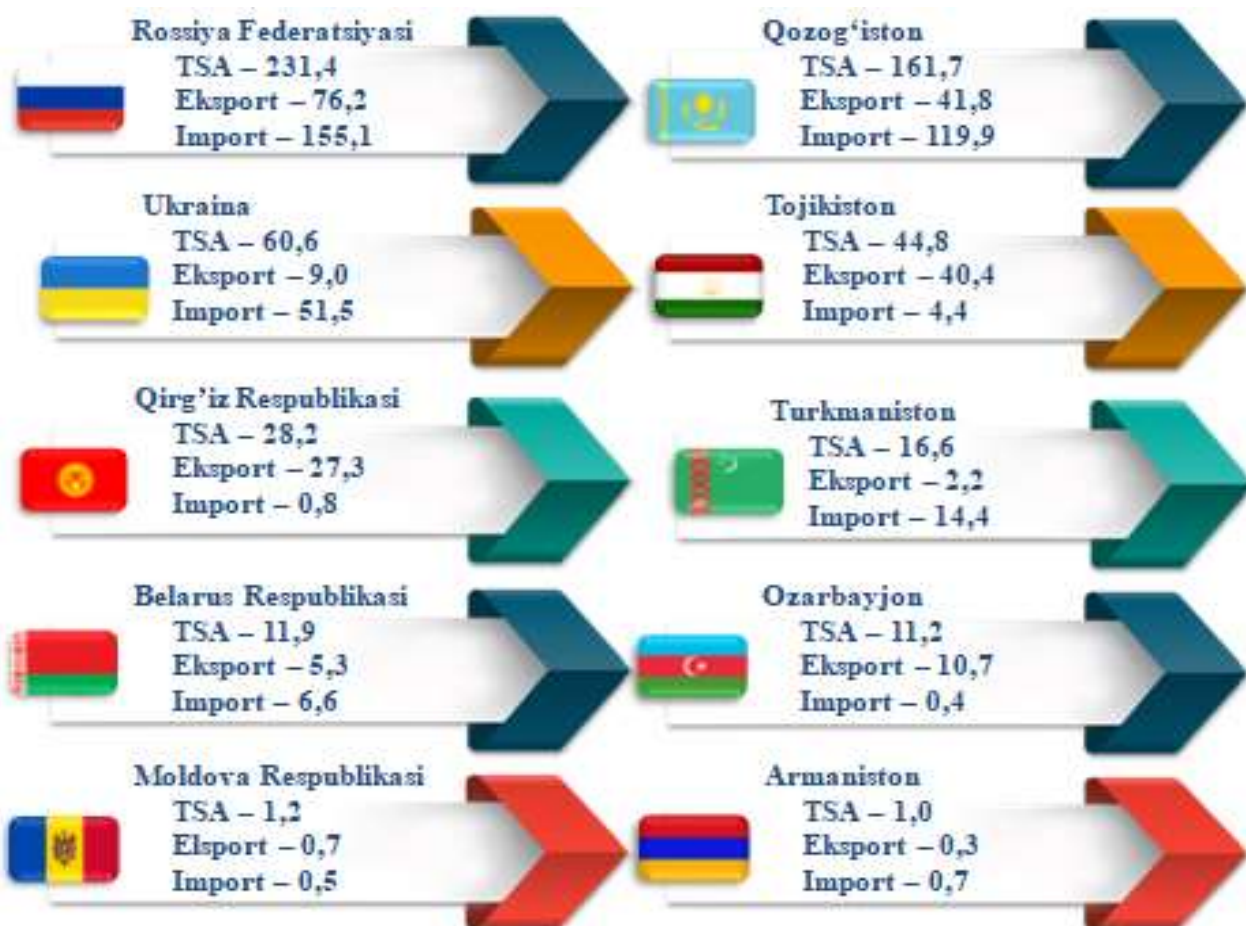 Rossiya Federatsiyasi
TSA – 231,4
Eksport – 76,2
Import – 155,1
Qozog‘iston
TSA – 161,7
Eksport – 41,8
Import – 119,9
Ukraina
TSA – 60,6
Eksport – 9,0
Import – 51,5
Tojikiston
TSA – 44,8
Eksport – 40,4
Import – 4,4
Qirg’iz Respublikasi
TSA – 28,2
Eksport – 27,3
Import – 0,8
Turkmaniston
TSA – 16,6
Eksport – 2,2
Import – 14,4
Belarus Respublikasi
TSA – 11,9
Eksport – 5,3
Import – 6,6
Ozarbayjon
TSA – 11,2
Eksport – 10,7
Import – 0,4
Moldova Respublikasi
TSA – 1,2
Elsport – 0,7
Import – 0,5
Armaniston
TSA – 1,0
Eksport – 0,3
Import – 0,7